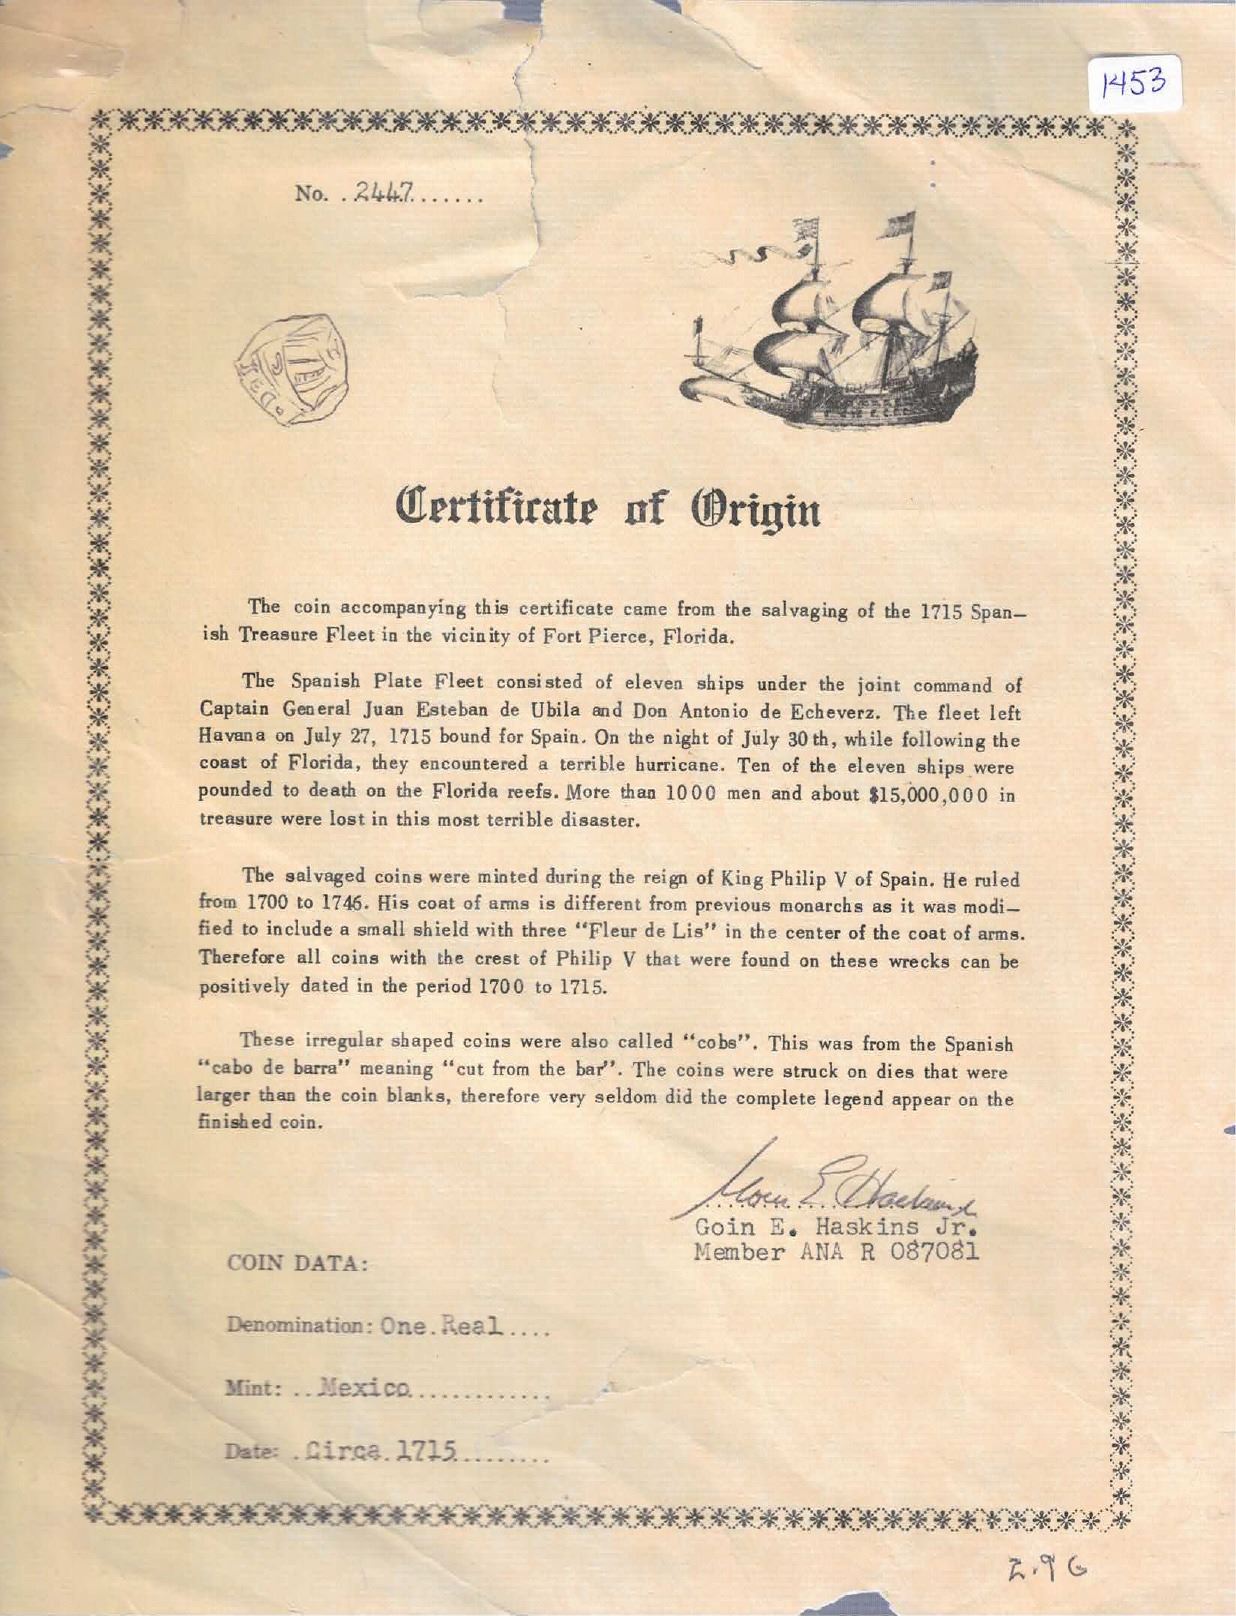 1453
No. ..2447.......
Certificate of Origin
The coin accompanying this certificate came from the salvaging of the 1715 Span-
ish Treasure Fleet in the vicinity of Fort Pierce, Florida.
The Spanish Plate Fleet consisted of eleven ships under the joint command of
Captain General Juan Esteban de Ubila and Don Antonio de Echeverz. The fleet left
Havana on July 27, 1715 bound for Spain. On the night of July 30th, while following the
coast of Florida, they encountered a terrible hurricane. Ten of the eleven ships were
pounded to death on the Florida reefs. More than 1000 men and about $15,000,000 in
treasure were lost in this most terrible disaster.
The salvaged coins were minted during the reign of King Philip V of Spain. He ruled
from 1700 to 1746. His coat of arms is different from previous monarchs as it was modi-
fied to include a small shield with three “Fleur de Lis” in the center of the coat of arms.
Therefore all coins with the crest of Philip V that were found on these wrecks can be
positively dated in the period 1700 to 1715.
These irregular shaped coins were also called “cobs”. This was from the Spanish
“cabo de barra” meaning “cut from the bar”. The coins were struck on dies that were
larger than the coin blanks, therefore very seldom did the complete legend appear on the
finished coin.
Goin E. Haskins
Goin E. Haskins Jr.
Member ANA R 087081
COIN DATA:
Denomination: One.Real....
Mint: ..Mexico.............
Date: .Circa.1715.........
2.9 G